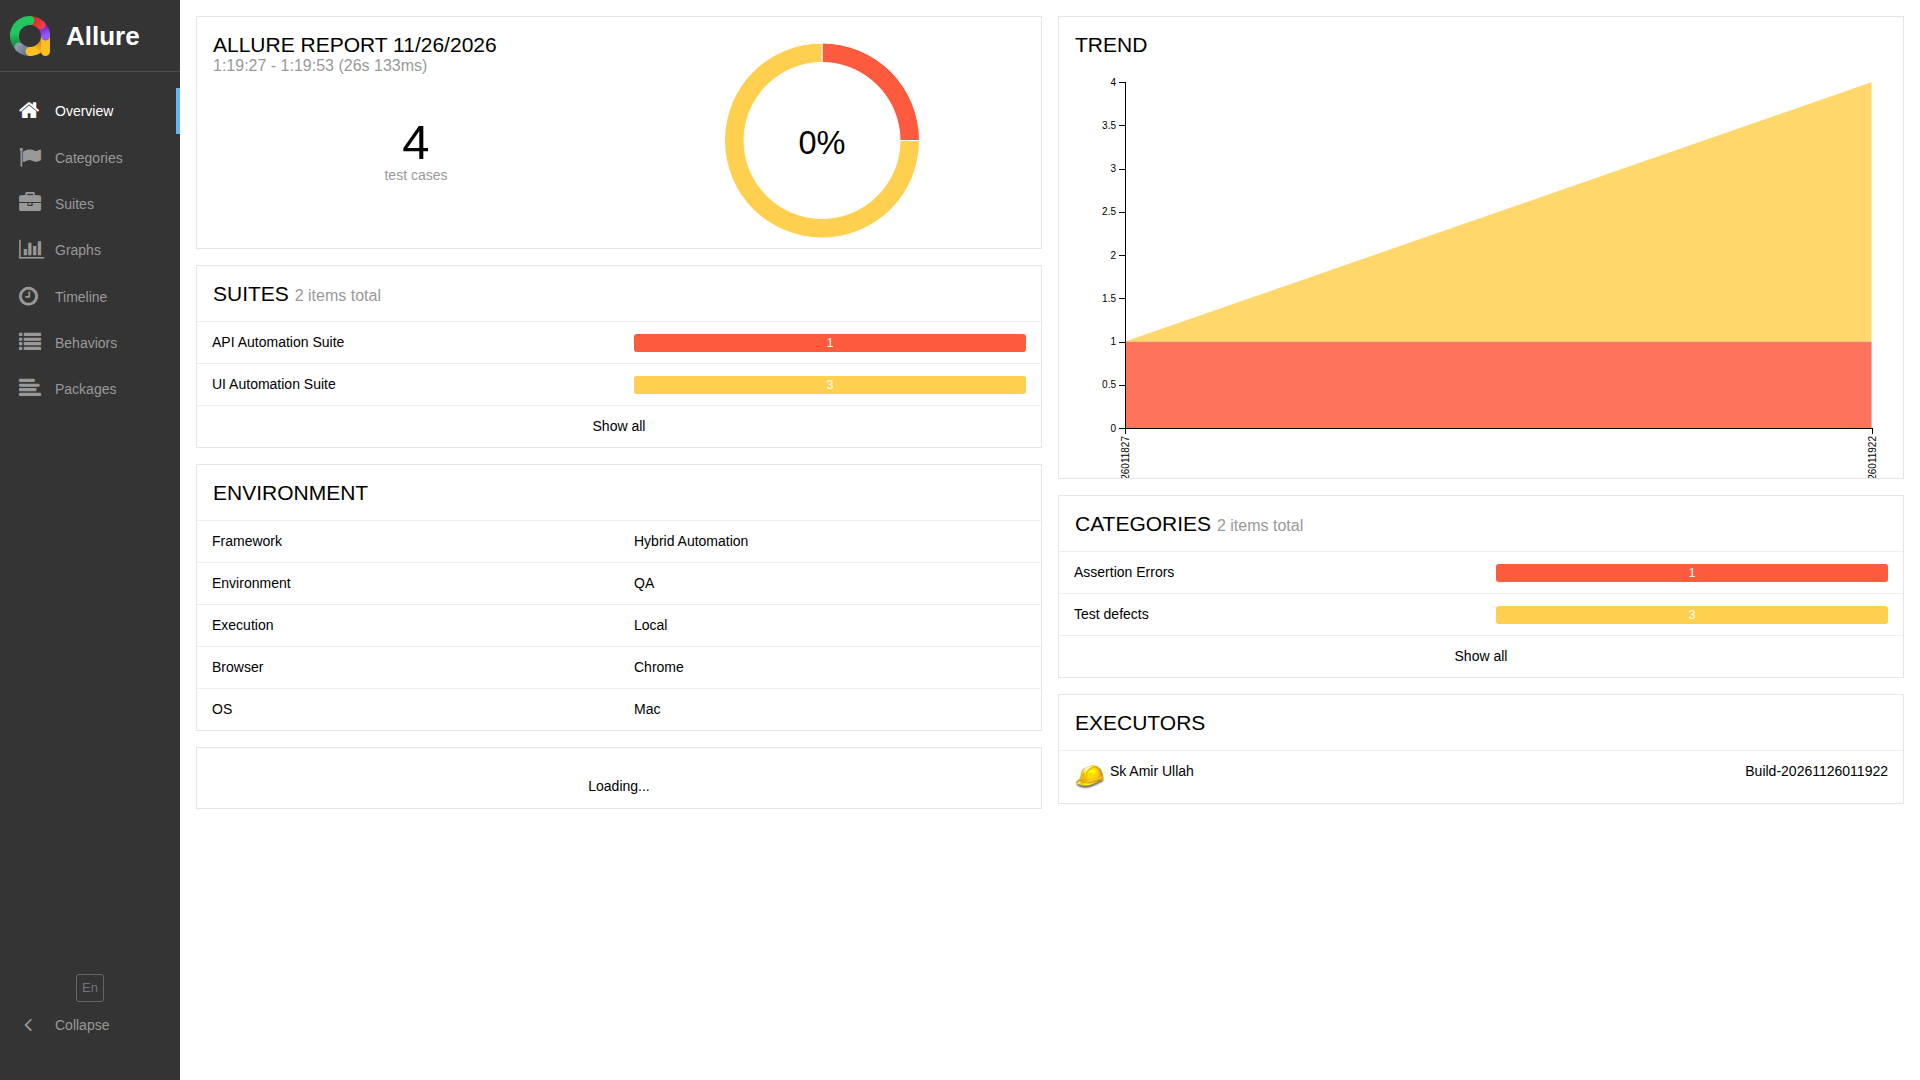 Allure
Overview
Categories
Suites
Graphs
Timeline
Behaviors
Packages
En
Collapse
ALLURE REPORT 11/26/2026
1:19:27 - 1:19:53 (26s 133ms)
4
test cases
0%
SUITES 2 items total
API Automation Suite 1
UI Automation Suite 3
Show all
ENVIRONMENT
Framework Hybrid Automation
Environment QA
Execution Local
Browser Chrome
OS Mac
Loading...
TREND
4
3.5
3
2.5
2
1.5
1
0.5
0
26011827
26011922
CATEGORIES 2 items total
Assertion Errors 1
Test defects 3
Show all
EXECUTORS
Sk Amir Ullah Build-20261126011922